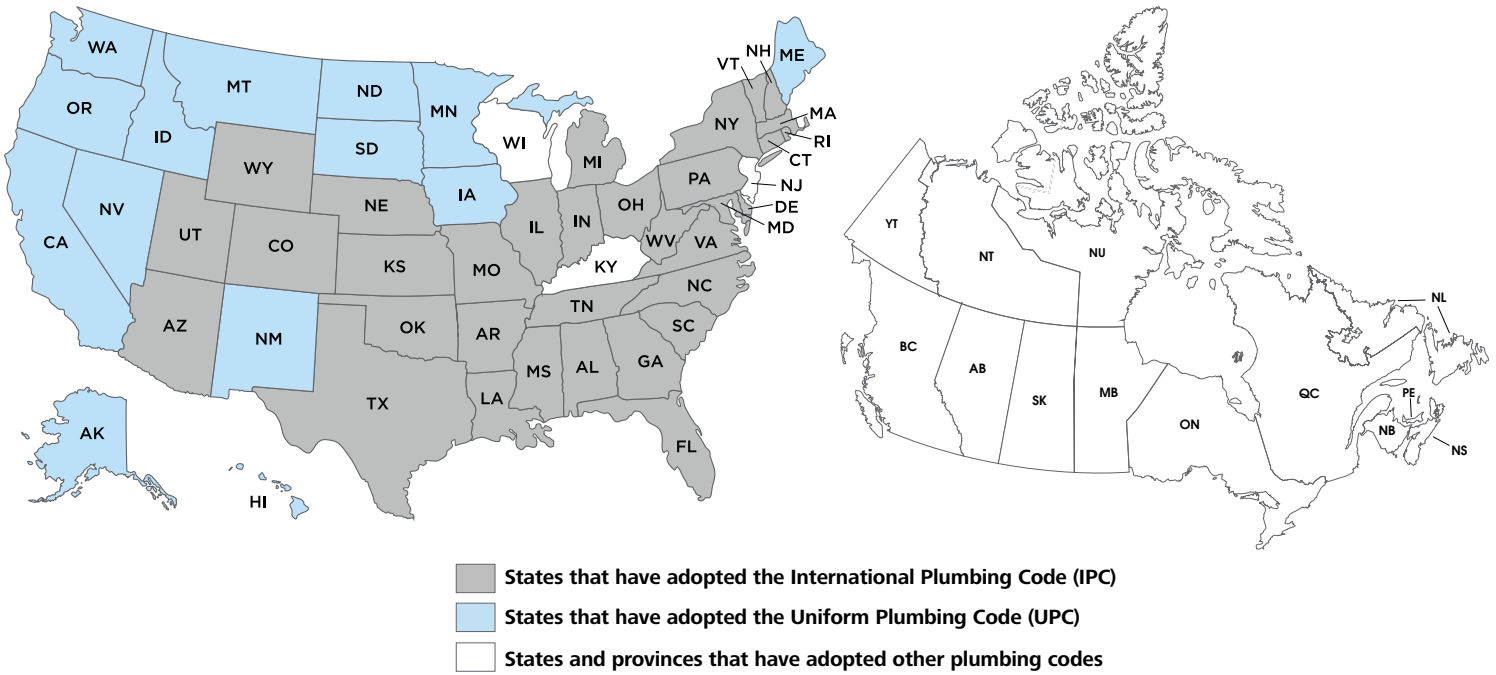 WA
MT
ND
MN
OR
ID
SD
WI
WY
IA
NE
NV
UT
CO
CA
KS
MO
IL
IN
OH
MI
PA
NY
VT
NH
ME
MA
RI
CT
NJ
DE
MD
WV
VA
KY
NC
TN
SC
AZ
NM
OK
AR
TX
LA
MS
AL
GA
FL
AK
HI
YT
NT
NU
BC
AB
SK
MB
ON
QC
NL
PE
NB
NS
States that have adopted the International Plumbing Code (IPC)
States that have adopted the Uniform Plumbing Code (UPC)
States and provinces that have adopted other plumbing codes